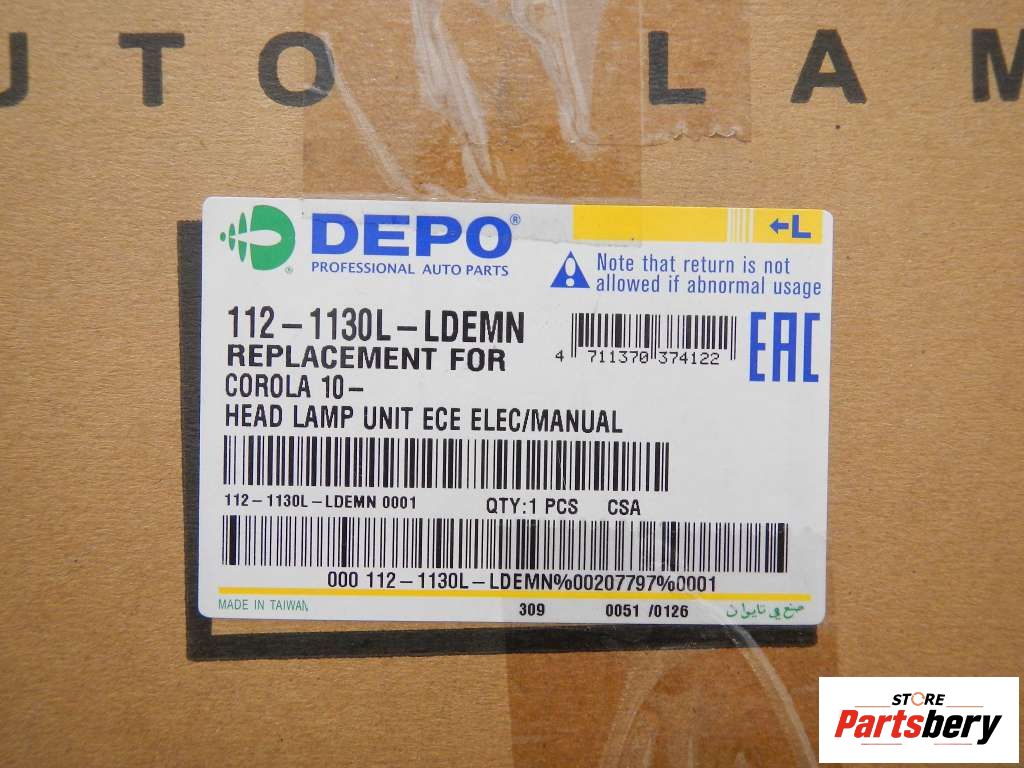 UTO LAM
DEPO®
PROFESSIONAL AUTO PARTS
←L
Note that return is not
allowed if abnormal usage
112-1130L-LDEMN
REPLACEMENT FOR
COROLA 10-
HEAD LAMP UNIT ECE ELEC/MANUAL
4 711370 374122
EAC
112-1130L-LDEMN 0001 QTY:1 PCS CSA
000 112-1130L-LDEMN%00207797%0001
MADE IN TAIWAN 309 0051 /0126 صنع في تايوان
STORE
Partsbery